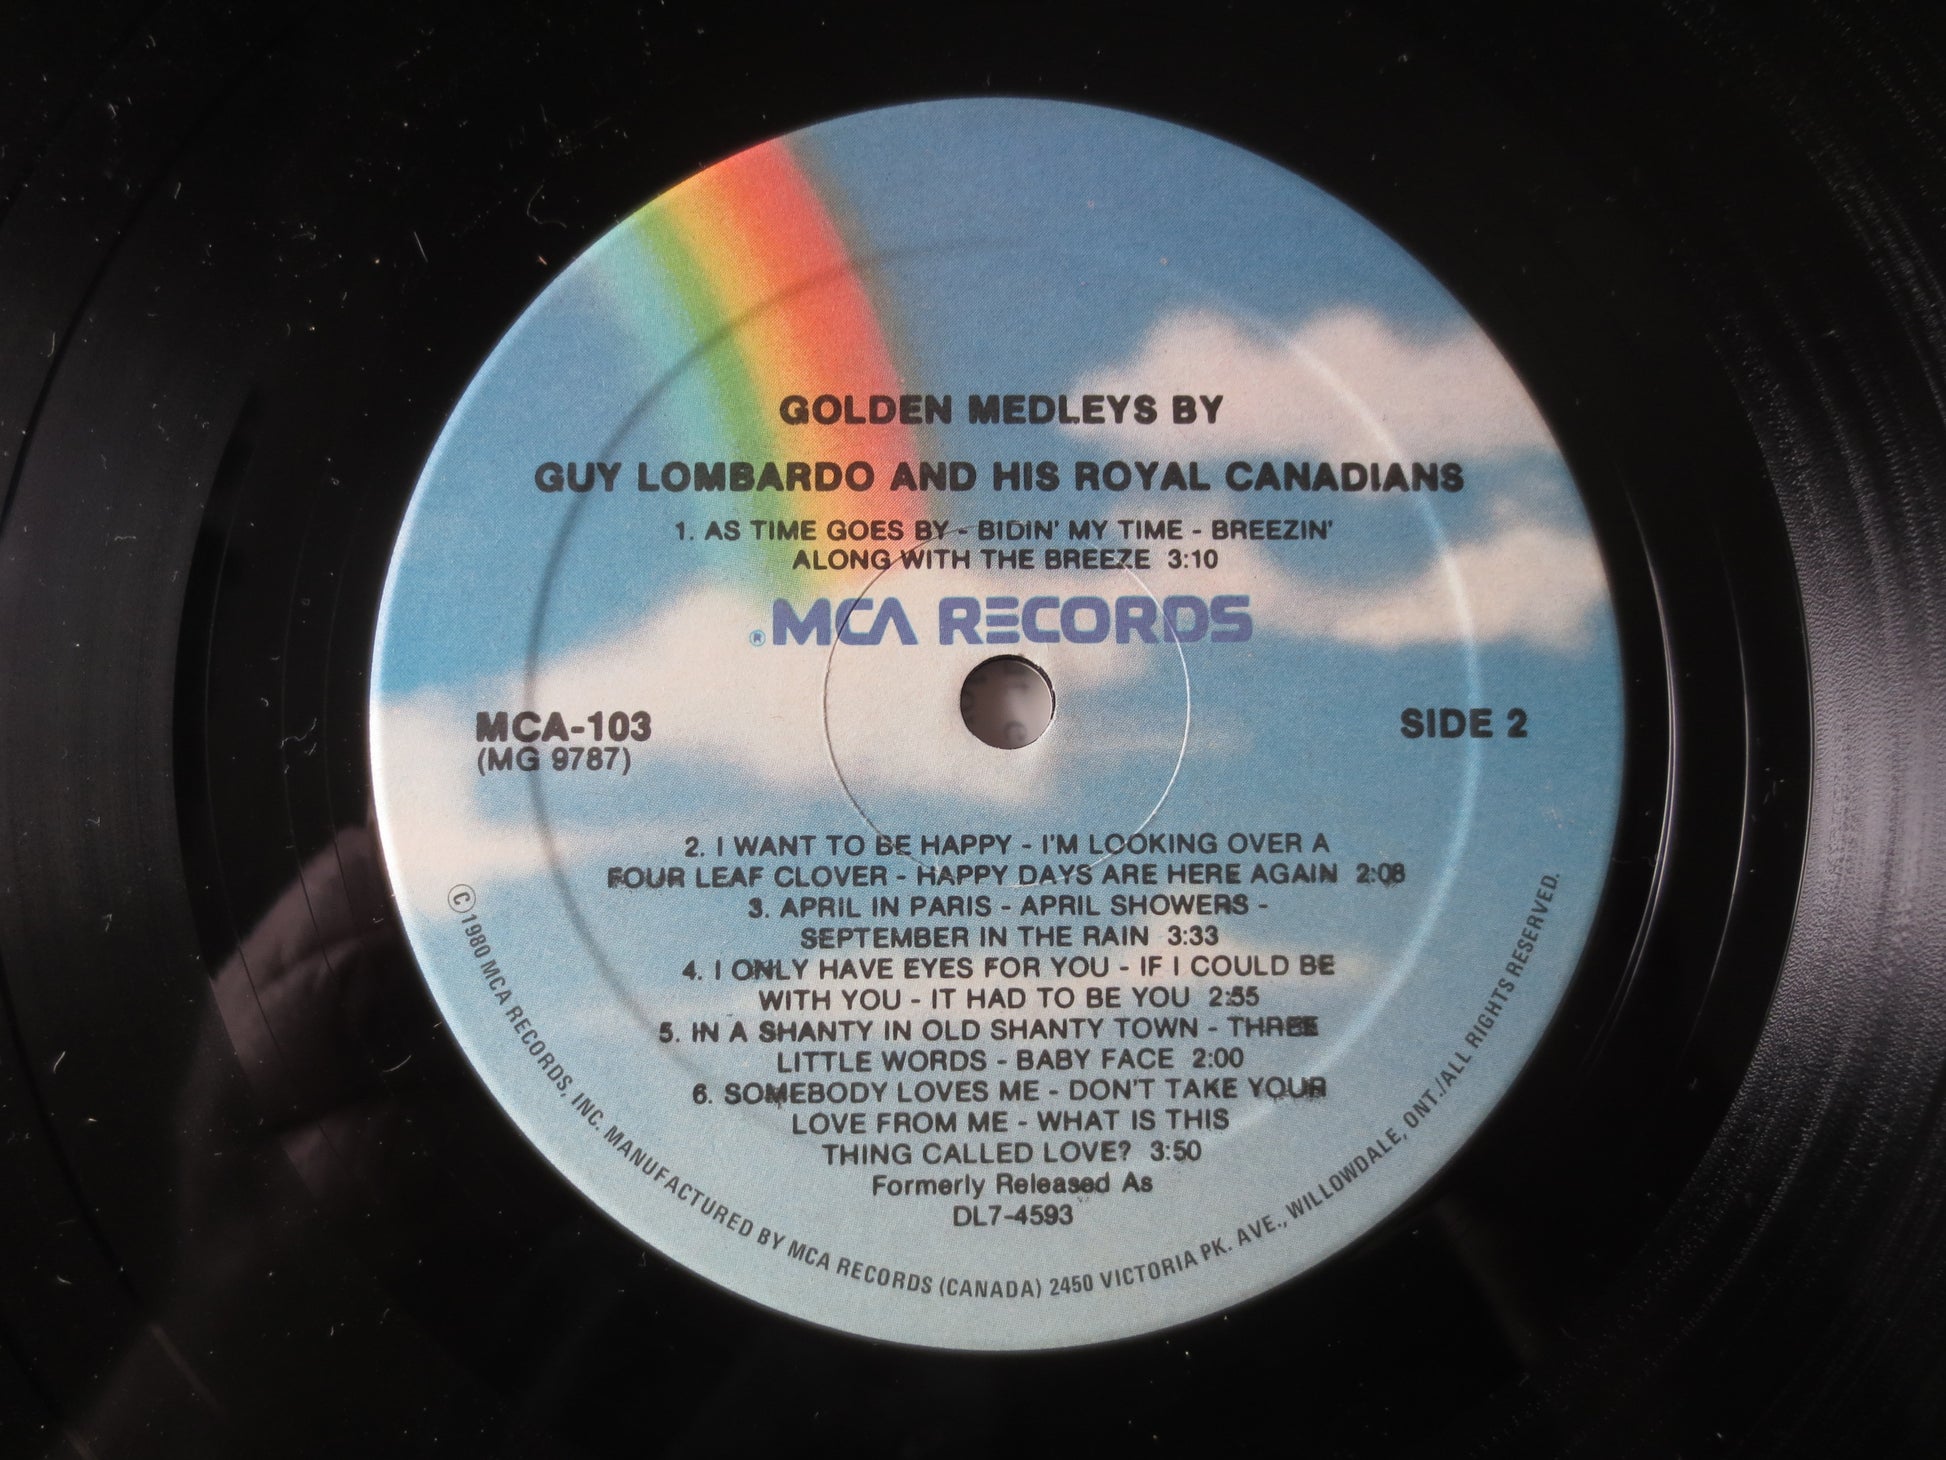 GOLDEN MEDLEYS BY
GUY LOMBARDO AND HIS ROYAL CANADIANS
1. AS TIME GOES BY - BIDIN' MY TIME - BREEZIN'
ALONG WITH THE BREEZE 3:10
® MCA RECORDS
MCA-103
(MG 9787)
SIDE 2
2. I WANT TO BE HAPPY - I'M LOOKING OVER A
FOUR LEAF CLOVER - HAPPY DAYS ARE HERE AGAIN 2:08
3. APRIL IN PARIS - APRIL SHOWERS -
SEPTEMBER IN THE RAIN 3:33
4. I ONLY HAVE EYES FOR YOU - IF I COULD BE
WITH YOU - IT HAD TO BE YOU 2:55
5. IN A SHANTY IN OLD SHANTY TOWN - THREE
LITTLE WORDS - BABY FACE 2:00
6. SOMEBODY LOVES ME - DON'T TAKE YOUR
LOVE FROM ME - WHAT IS THIS
THING CALLED LOVE? 3:50
Formerly Released As
DL7-4593
©1980 MCA RECORDS, INC. MANUFACTURED BY MCA RECORDS (CANADA) 2450 VICTORIA PK. AVE., WILLOWDALE, ONT./ALL RIGHTS RESERVED.